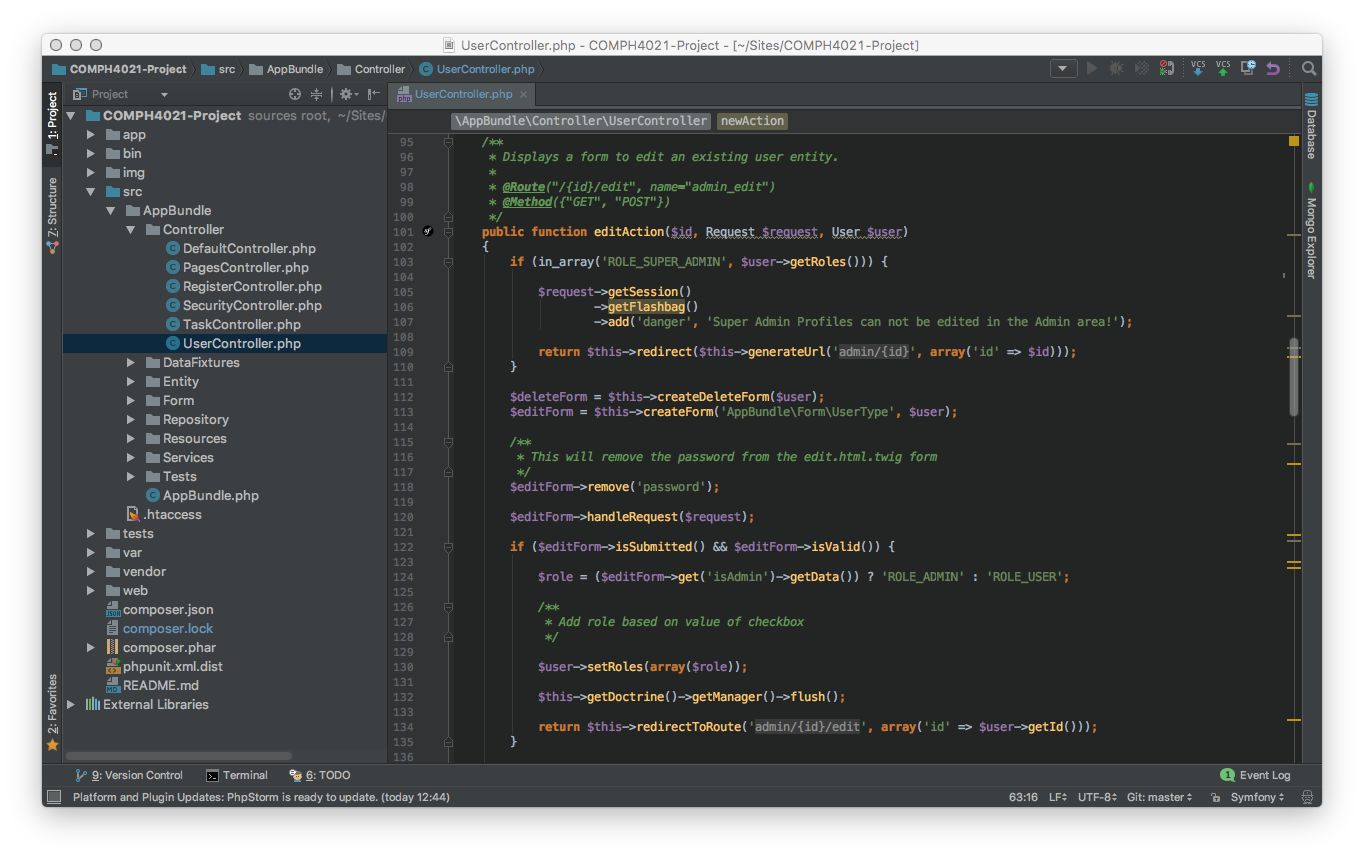 UserController.php - COMPH4021-Project - [~/Sites/COMPH4021-Project]
COMPH4021-Project src AppBundle Controller UserController.php
VCS VCS
1: Project
Z: Structure
2: Favorites
Project
COMPH4021-Project sources root, ~/Sites/
app
bin
img
src
AppBundle
Controller
DefaultController.php
PagesController.php
RegisterController.php
SecurityController.php
TaskController.php
UserController.php
DataFixtures
Entity
Form
Repository
Resources
Services
Tests
AppBundle.php
.htaccess
tests
var
vendor
web
composer.json
composer.lock
composer.phar
phpunit.xml.dist
README.md
External Libraries
UserController.php
\AppBundle\Controller\UserController newAction
95 /**
96 * Displays a form to edit an existing user entity.
97 *
98 * @Route("/{id}/edit", name="admin_edit")
99 * @Method({"GET", "POST"})
100 */
101 public function editAction($id, Request $request, User $user)
102 {
103 if (in_array('ROLE_SUPER_ADMIN', $user->getRoles())) {
104
105 $request->getSession()
106 ->getFlashbag()
107 ->add('danger', 'Super Admin Profiles can not be edited in the Admin area!');
108
109 return $this->redirect($this->generateUrl('admin/{id}', array('id' => $id)));
110 }
111
112 $deleteForm = $this->createDeleteForm($user);
113 $editForm = $this->createForm('AppBundle\Form\UserType', $user);
114
115 /**
116 * This will remove the password from the edit.html.twig form
117 */
118 $editForm->remove('password');
119
120 $editForm->handleRequest($request);
121
122 if ($editForm->isSubmitted() && $editForm->isValid()) {
123
124 $role = ($editForm->get('isAdmin')->getData()) ? 'ROLE_ADMIN' : 'ROLE_USER';
125
126 /**
127 * Add role based on value of checkbox
128 */
129
130 $user->setRoles(array($role));
131
132 $this->getDoctrine()->getManager()->flush();
133
134 return $this->redirectToRoute('admin/{id}/edit', array('id' => $user->getId()));
135 }
136
Database
Mongo Explorer
9: Version Control Terminal 6: TODO 1 Event Log
Platform and Plugin Updates: PhpStorm is ready to update. (today 12:44) 63:16 LF UTF-8 Git: master Symfony